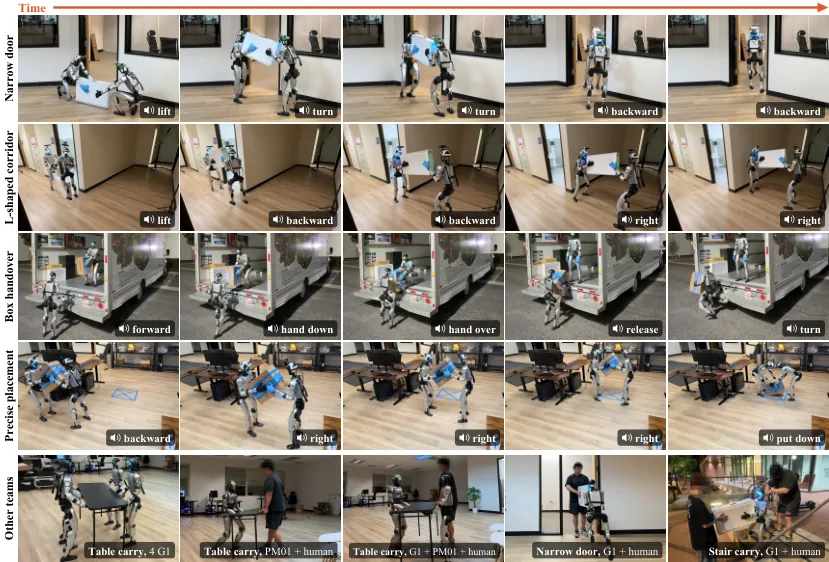 Time
Narrow door
lift
turn
turn
backward
backward
L-shaped corridor
lift
backward
backward
right
right
Box handover
forward
hand down
hand over
release
turn
Precise placement
backward
right
right
right
put down
Other teams
Table carry, 4 G1
Table carry, PM01 + human
Table carry, G1 + PM01 + human
Narrow door, G1 + human
Stair carry, G1 + human